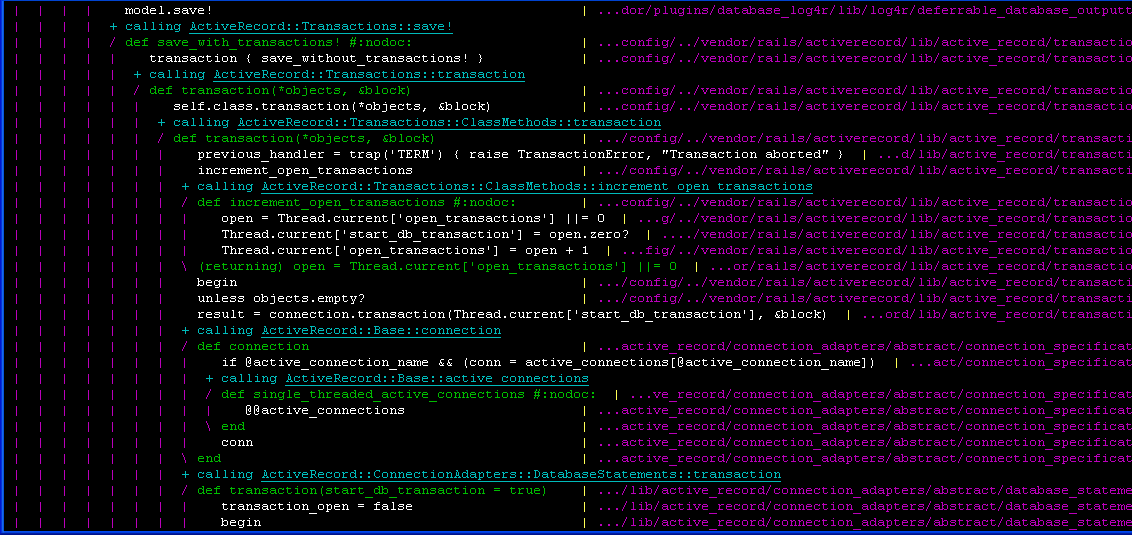 | | | | model.save! | ...dor/plugins/database_log4r/lib/log4r/deferrable_database_outputt
| | | | + calling ActiveRecord::Transactions::save!
| | | | / def save_with_transactions! #:nodoc: | ...config/../vendor/rails/activerecord/lib/active_record/transactio
| | | | | transaction { save_without_transactions! } | ...config/../vendor/rails/activerecord/lib/active_record/transactio
| | | | | + calling ActiveRecord::Transactions::transaction
| | | | | / def transaction(*objects, &block)
| | | | | | self.class.transaction(*objects, &block) | ...config/../vendor/rails/activerecord/lib/active_record/transactio
| | | | | | + calling ActiveRecord::Transactions::ClassMethods::transaction
| | | | | | / def transaction(*objects, &block) | .../config/../vendor/rails/activerecord/lib/active_record/transacti
| | | | | | | previous_handler = trap('TERM') { raise TransactionError, "Transaction aborted" } | ...d/lib/active_record/transacti
| | | | | | | increment_open_transactions | .../config/../vendor/rails/activerecord/lib/active_record/transacti
| | | | | | | + calling ActiveRecord::Transactions::ClassMethods::increment_open_transactions
| | | | | | | / def increment_open_transactions #:nodoc: | .../config/../vendor/rails/activerecord/lib/active_record/transacti
| | | | | | | | open = Thread.current['open_transactions'] ||= 0 | ...g/../vendor/rails/activerecord/lib/active_record/transacti
| | | | | | | | Thread.current['start_db_transaction'] = open.zero? | ..../vendor/rails/activerecord/lib/active_record/transacti
| | | | | | | | Thread.current['open_transactions'] = open + 1 | ...fig/../vendor/rails/activerecord/lib/active_record/transacti
| | | | | | | \ (returning) open = Thread.current['open_transactions'] ||= 0 | ...or/rails/activerecord/lib/active_record/transacti
| | | | | | | begin | .../config/../vendor/rails/activerecord/lib/active_record/transacti
| | | | | | | unless objects.empty? | .../config/../vendor/rails/activerecord/lib/active_record/transacti
| | | | | | | result = connection.transaction(Thread.current['start_db_transaction'], &block) | ...ord/lib/active_record/transacti
| | | | | | | + calling ActiveRecord::Base::connection
| | | | | | | / def connection | ...active_record/connection_adapters/abstract/connection_specificat
| | | | | | | | if @active_connection_name && (conn = active_connections[@active_connection_name]) | ...act/connection_specificat
| | | | | | | | + calling ActiveRecord::Base::active_connections
| | | | | | | | / def single_threaded_active_connections #:nodoc: | ...ve_record/connection_adapters/abstract/connection_specificat
| | | | | | | | | @@active_connections | ...active_record/connection_adapters/abstract/connection_specificat
| | | | | | | | \ end | ...active_record/connection_adapters/abstract/connection_specificat
| | | | | | | | conn | ...active_record/connection_adapters/abstract/connection_specificat
| | | | | | | \ end | ...active_record/connection_adapters/abstract/connection_specificat
| | | | | | | + calling ActiveRecord::ConnectionAdapters::DatabaseStatements::transaction
| | | | | | | / def transaction(start_db_transaction = true) | .../lib/active_record/connection_adapters/abstract/database_stateme
| | | | | | | | transaction_open = false | .../lib/active_record/connection_adapters/abstract/database_stateme
| | | | | | | | begin | .../lib/active_record/connection_adapters/abstract/database_stateme